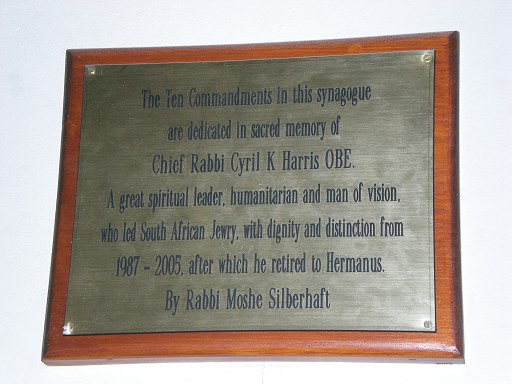 The Ten Commandments in this synagogue
are dedicated in sacred memory of
Chief Rabbi Cyril K Harris OBE.
A great spiritual leader, humanitarian and man of vision,
who led South African Jewry, with dignity and distinction from
1987 - 2005, after which he retired to Hermanus.
By Rabbi Moshe Silberhaft